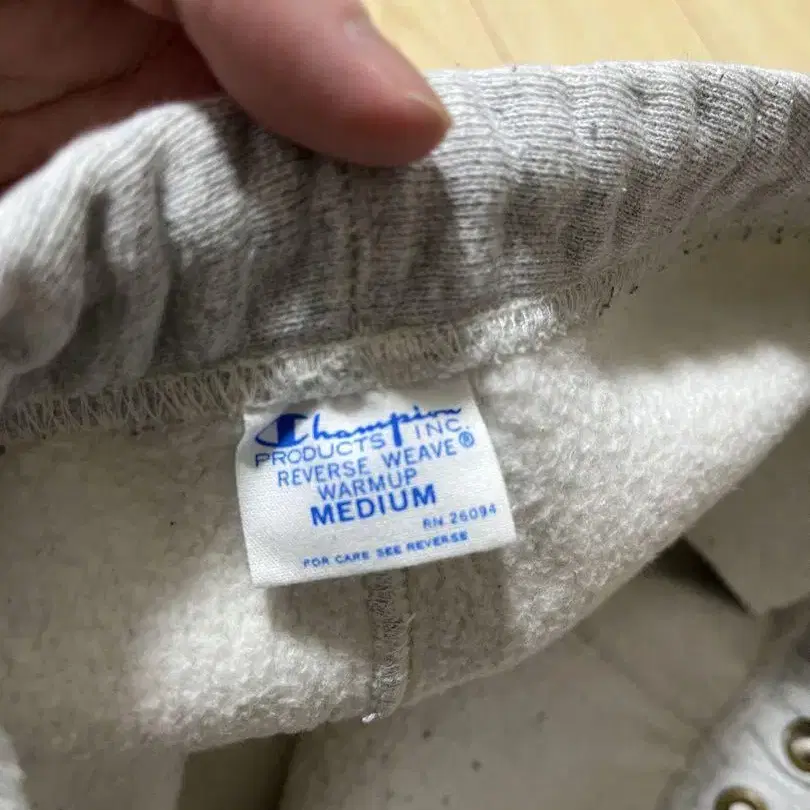 Champion
PRODUCTS INC.
REVERSE WEAVE®
WARMUP
MEDIUM
RN 26094
FOR CARE SEE REVERSE